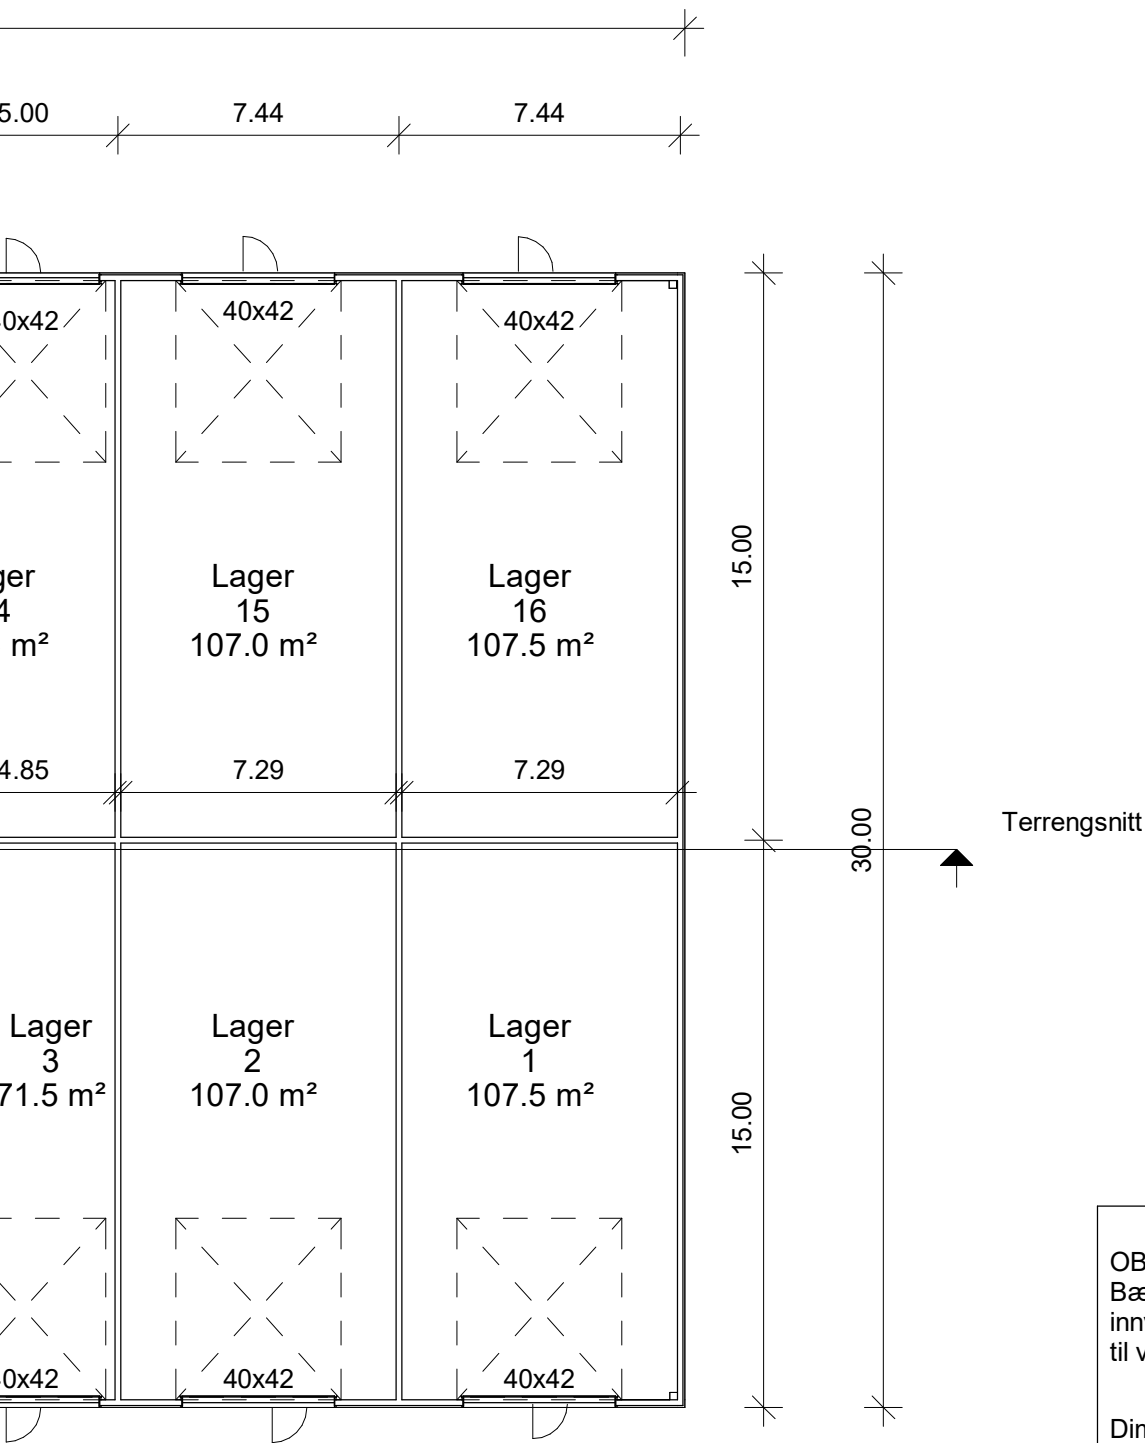 5.00
7.44
7.44
0x42
40x42
40x42
ger
4
m²
Lager
15
107.0 m²
Lager
16
107.5 m²
15.00
4.85
7.29
7.29
30.00
Terrengsnitt
Lager
3
71.5 m²
Lager
2
107.0 m²
Lager
1
107.5 m²
15.00
0x42
40x42
40x42
OB
Bæ
inn
til v
Din